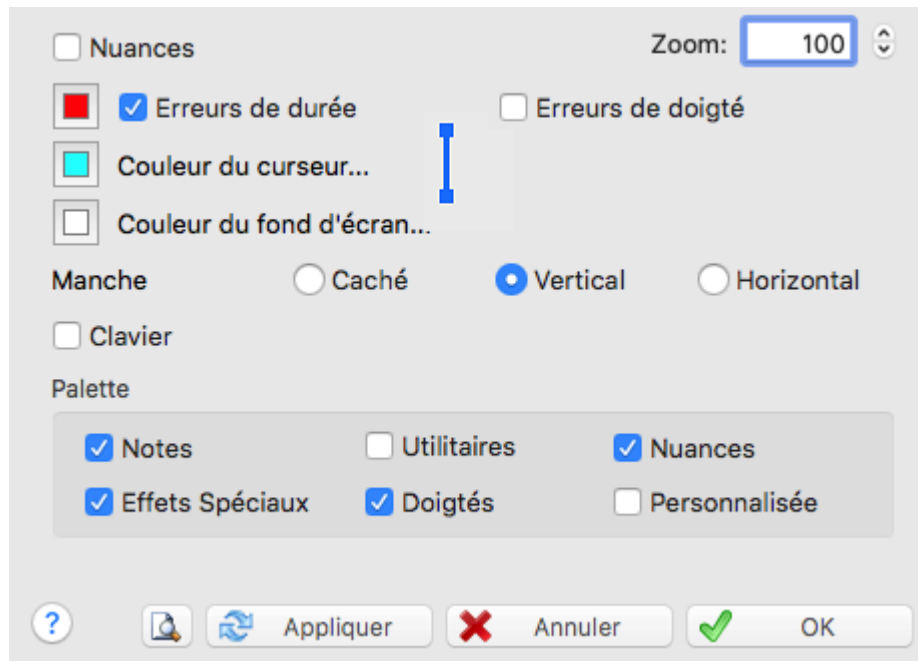 Nuances Zoom: 100
Erreurs de durée Erreurs de doigté
Couleur du curseur...
Couleur du fond d'écran...
Manche Caché Vertical Horizontal
Clavier
Palette
Notes Utilitaires Nuances
Effets Spéciaux Doigtés Personnalisée
? Appliquer Annuler OK